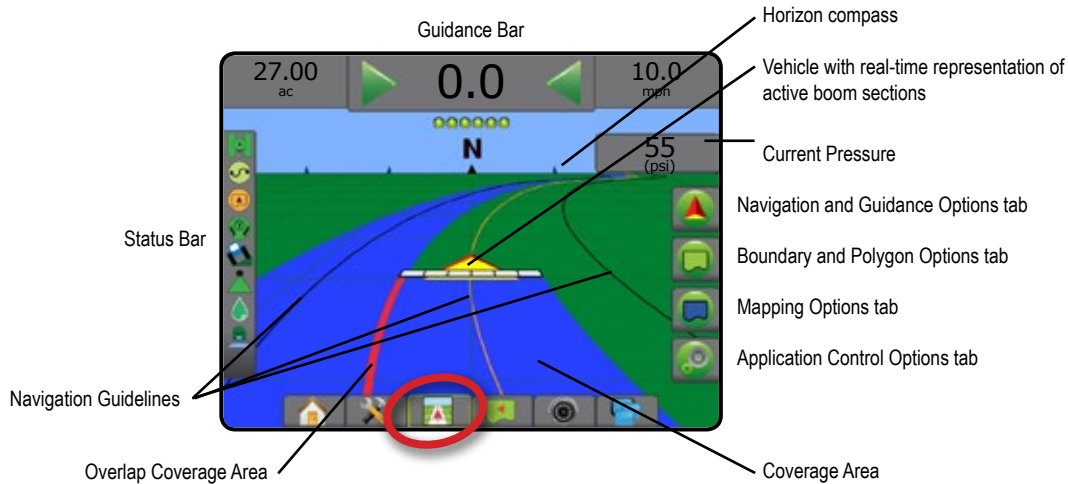 Guidance Bar
Horizon compass
27.00
ac
0.0
10.0
mph
Vehicle with real-time representation of
active boom sections
N
55
(psi)
Current Pressure
Navigation and Guidance Options tab
Status Bar
Boundary and Polygon Options tab
Mapping Options tab
Application Control Options tab
Navigation Guidelines
Overlap Coverage Area
Coverage Area